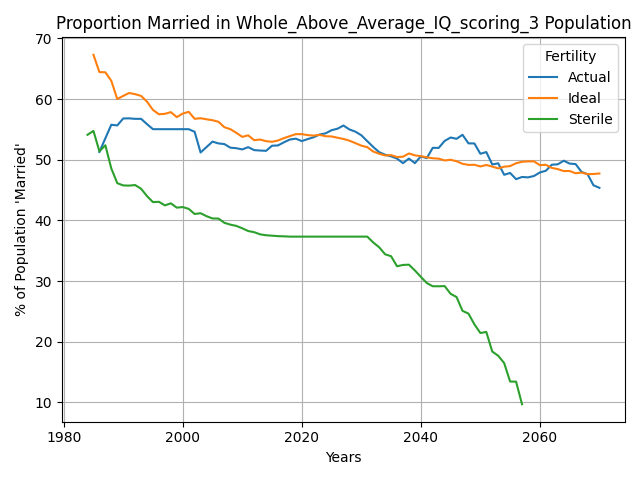 Proportion Married in Whole_Above_Average_IQ_scoring_3 Population
70
60
50
40
30
20
10
% of Population 'Married'
Fertility
Actual
Ideal
Sterile
1980
2000
2020
2040
2060
Years